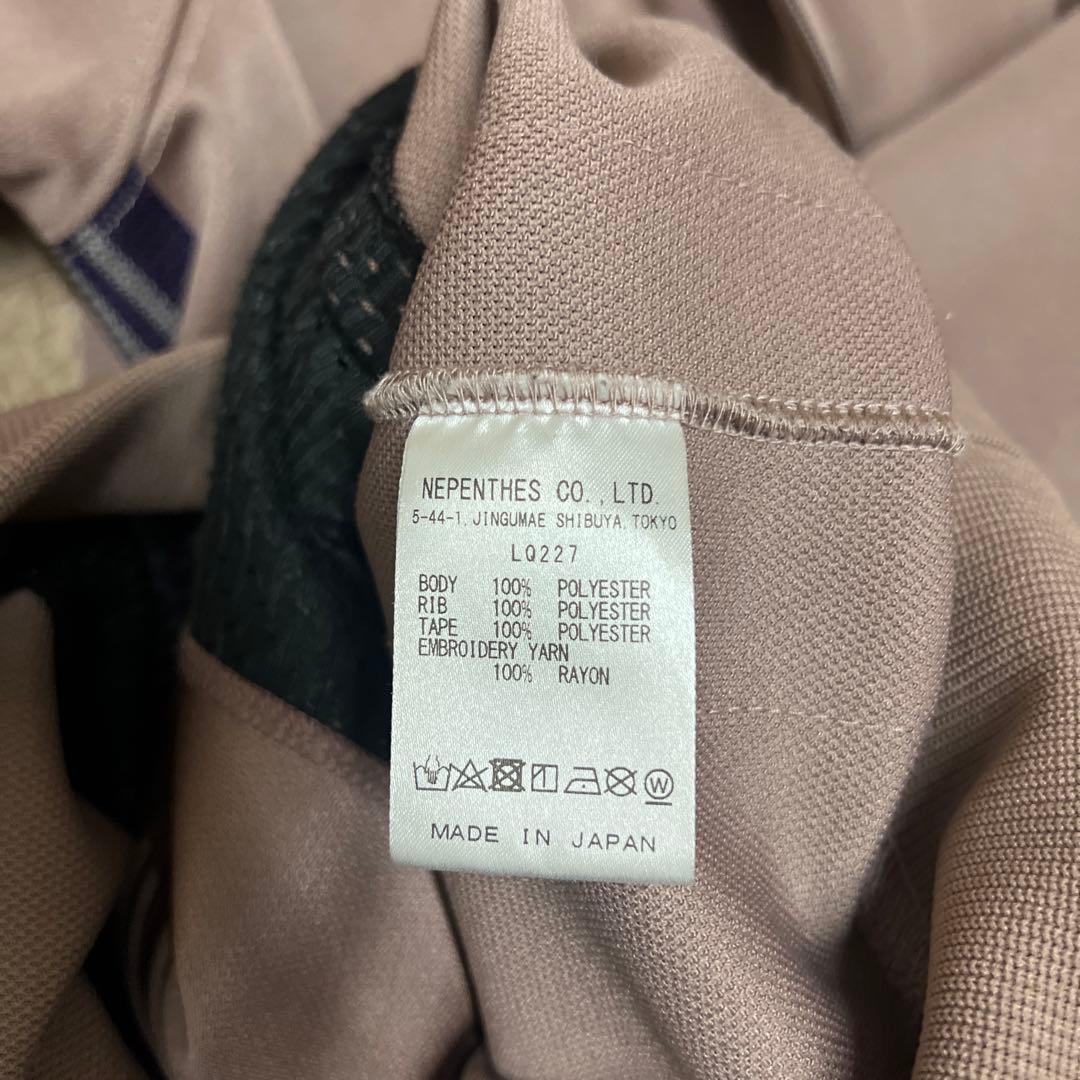 NEPENTHES CO.,LTD.
5-44-1, JINGUMAE SHIBUYA, TOKYO
LQ227
BODY 100% POLYESTER
RIB 100% POLYESTER
TAPE 100% POLYESTER
EMBROIDERY YARN
100% RAYON
W
MADE IN JAPAN